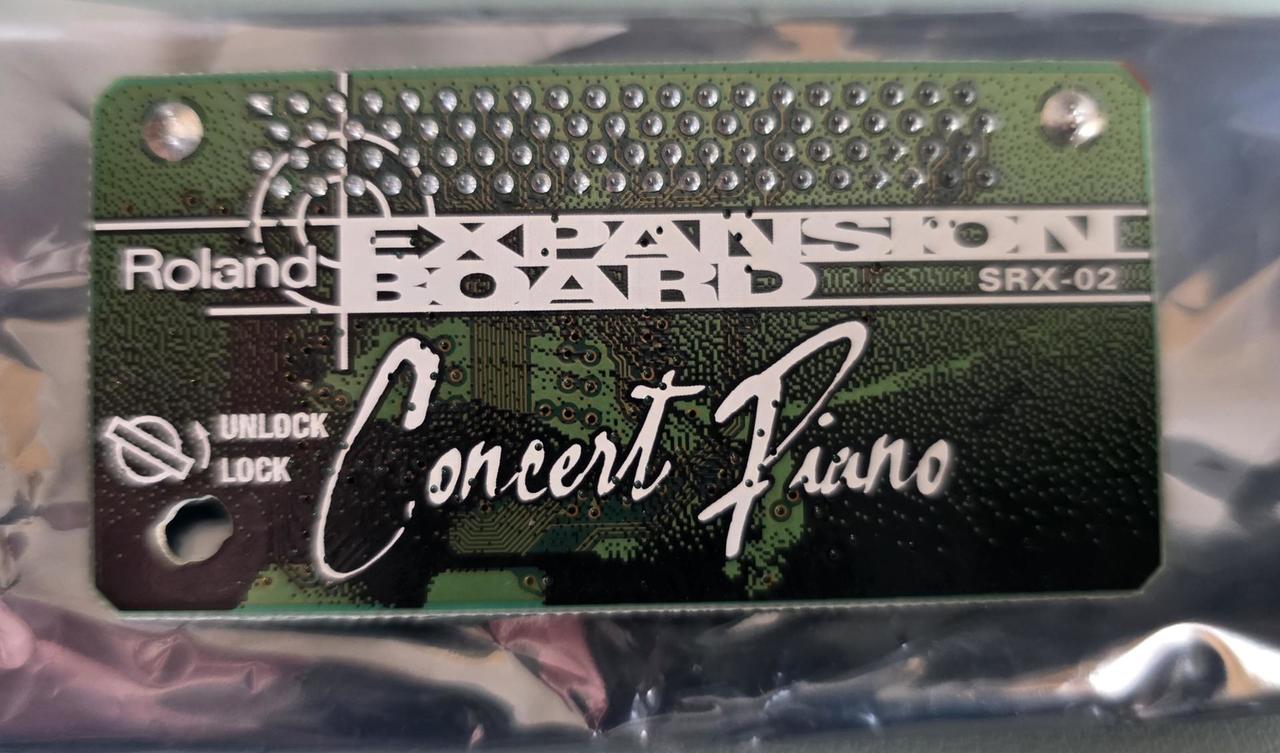 Roland
EXPANSION
BOARD
SRX-02
Concert Piano
UNLOCK
LOCK